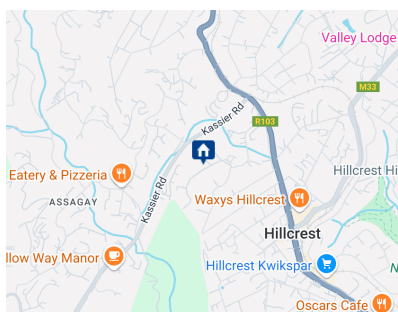 Valley Lodge
M33
Kassier Rd
R103
Hillcrest Hi
Eatery & Pizzeria
ASSAGAY
Kassier Rd
Waxys Hillcrest
Hillcrest
llow Way Manor
Hillcrest Kwikspar
N
Oscars Cafe